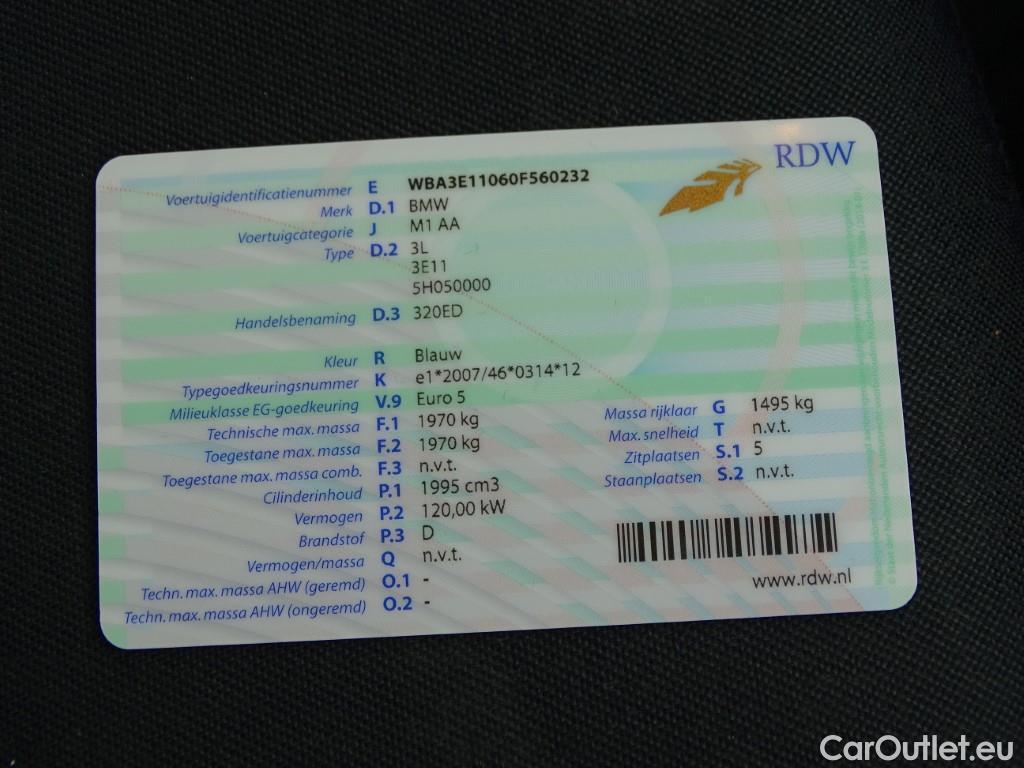 RDW
Voertuigidentificatienummer E WBA3E11060F560232
Merk D.1 BMW
Voertuigcategorie J M1 AA
Type D.2 3L
3E11
5H050000
Handelsbenaming D.3 320ED
Kleur R Blauw
Typegoedkeuringsnummer K e1*2007/46*0314*12
Milieuklasse EG-goedkeuring V.9 Euro 5
Technische max. massa F.1 1970 kg
Toegestane max. massa F.2 1970 kg
Toegestane max. massa comb. F.3 n.v.t.
Cilinderinhoud P.1 1995 cm3
Vermogen P.2 120,00 kW
Brandstof P.3 D
Vermogen/massa Q n.v.t.
Techn. max. massa AHW (geremd) O.1 -
Techn. max. massa AHW (ongeremd) O.2 -
Massa rijklaar G 1495 kg
Max. snelheid T n.v.t.
Zitplaatsen S.1 5
Staanplaatsen S.2 n.v.t.
www.rdw.nl
CarOutlet.eu